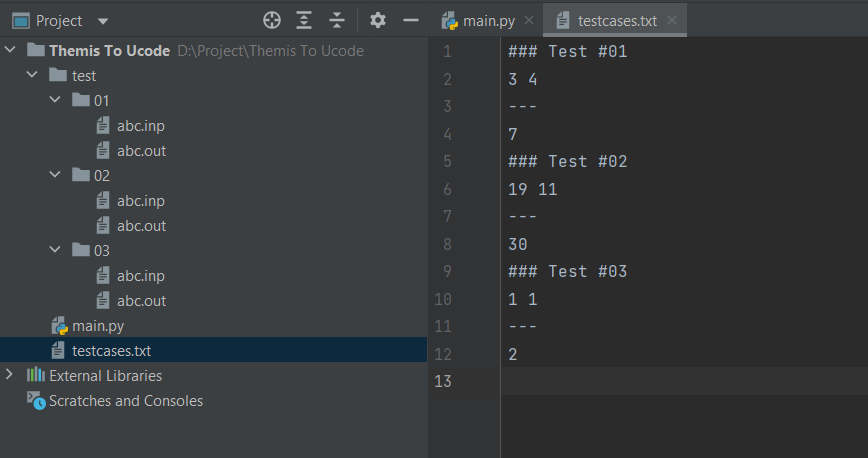 Project
main.py
testcases.txt
Themis To Ucode D:\Project\Themis To Ucode
test
01
abc.inp
abc.out
02
abc.inp
abc.out
03
abc.inp
abc.out
main.py
testcases.txt
External Libraries
Scratches and Consoles
1 ### Test #01
2 3 4
3 ---
4 7
5 ### Test #02
6 19 11
7 ---
8 30
9 ### Test #03
10 1 1
11 ---
12 2
13